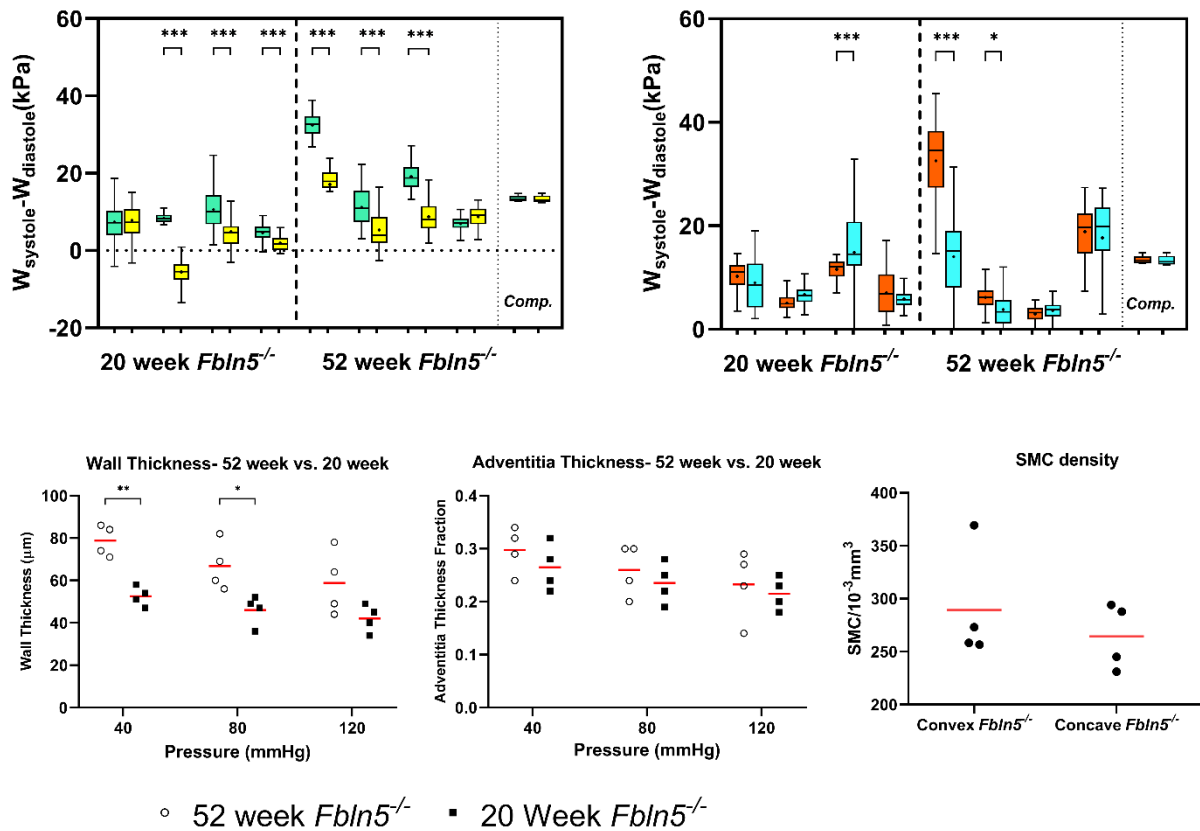 W_systole-W_diastole(kPa)
60
40
20
0
-20
*** *** *** *** *** ***
Comp.
20 week Fbln5-/- 52 week Fbln5-/-
W_systole-W_diastole(kPa)
60
40
20
0
*** *** *
Comp.
20 week Fbln5-/- 52 week Fbln5-/-
Wall Thickness- 52 week vs. 20 week
Wall Thickness (μm)
100
80
60
40
20
0
** *
40 80 120
Pressure (mmHg)
Adventitia Thickness- 52 week vs. 20 week
Adventitia Thickness Fraction
0.4
0.3
0.2
0.1
0.0
40 80 120
Pressure (mmHg)
SMC density
SMC/10-3mm3
400
350
300
250
200
Convex Fbln5-/- Concave Fbln5-/-
52 week Fbln5-/- 20 Week Fbln5-/-